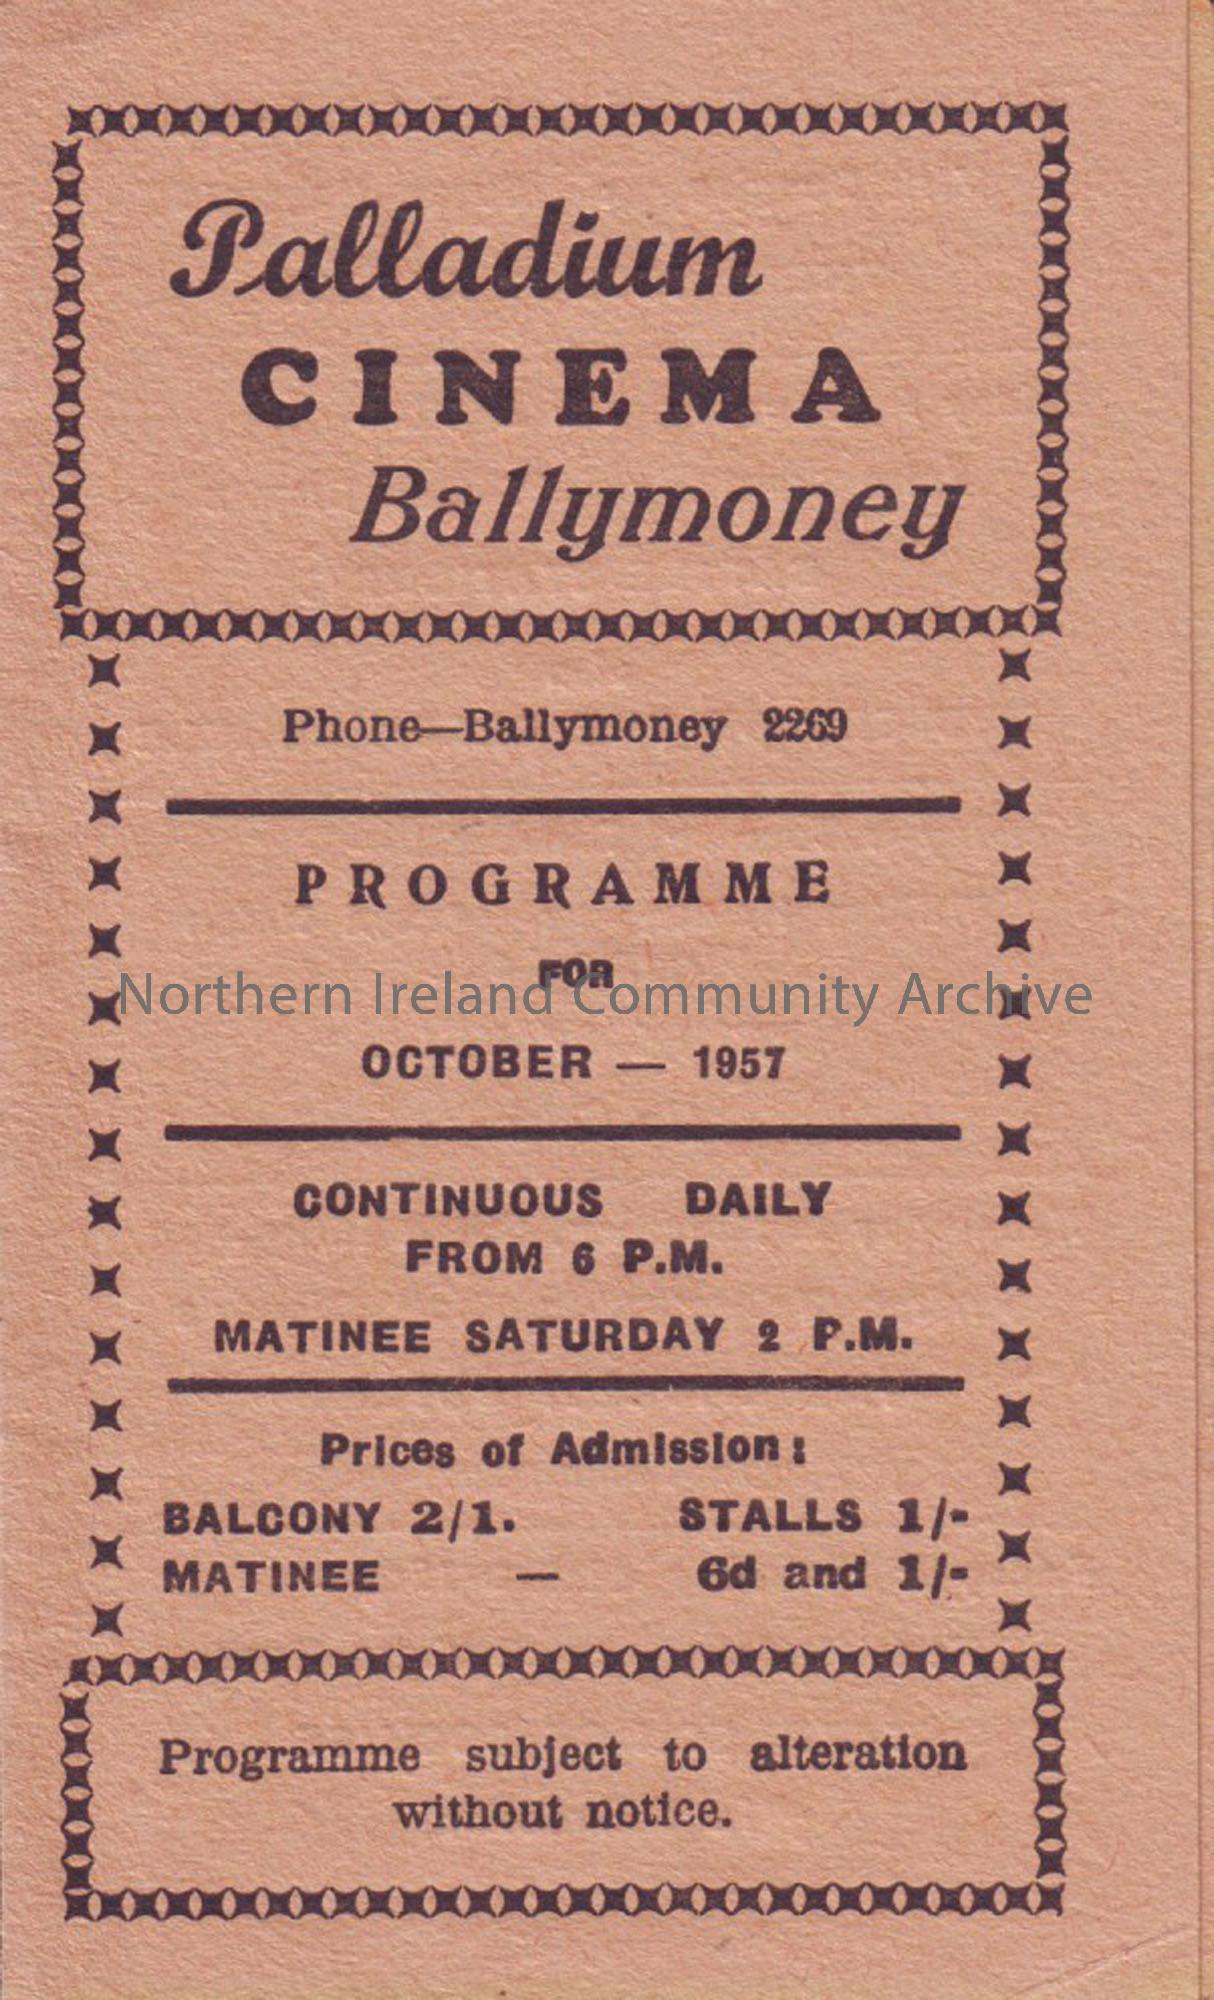 Palladium
CINEMA
Ballymoney
Phone—Ballymoney 2269
PROGRAMME
FOR
Northern Ireland Community Archive
OCTOBER — 1957
CONTINUOUS DAILY
FROM 6 P.M.
MATINEE SATURDAY 2 P.M.
Prices of Admission:
BALCONY 2/1. STALLS 1/-
MATINEE — 6d and 1/-
Programme subject to alteration
without notice.